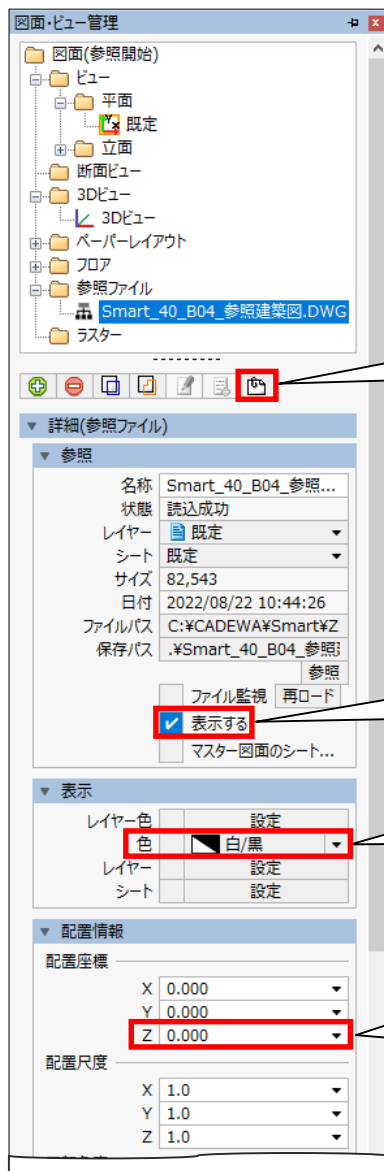 図面・ビュー管理
図面(参照開始)
ビュー
平面
既定
立面
断面ビュー
3Dビュー
3Dビュー
ペーパーレイアウト
フロア
参照ファイル
Smart_40_B04_参照建築図.DWG
ラスター
詳細(参照ファイル)
参照
名称 Smart_40_B04_参照...
状態 読込成功
レイヤー 既定
シート 既定
サイズ 82,543
日付 2022/08/22 10:44:26
ファイルパス C:¥CADEWA¥Smart¥Z
保存パス .¥Smart_40_B04_参照
参照
ファイル監視 再ロード
表示する
マスター図面のシート...
表示
レイヤー色 設定
色 白/黒
レイヤー 設定
シート 設定
配置情報
配置座標
X 0.000
Y 0.000
Z 0.000
配置尺度
X 1.0
Y 1.0
Z 1.0